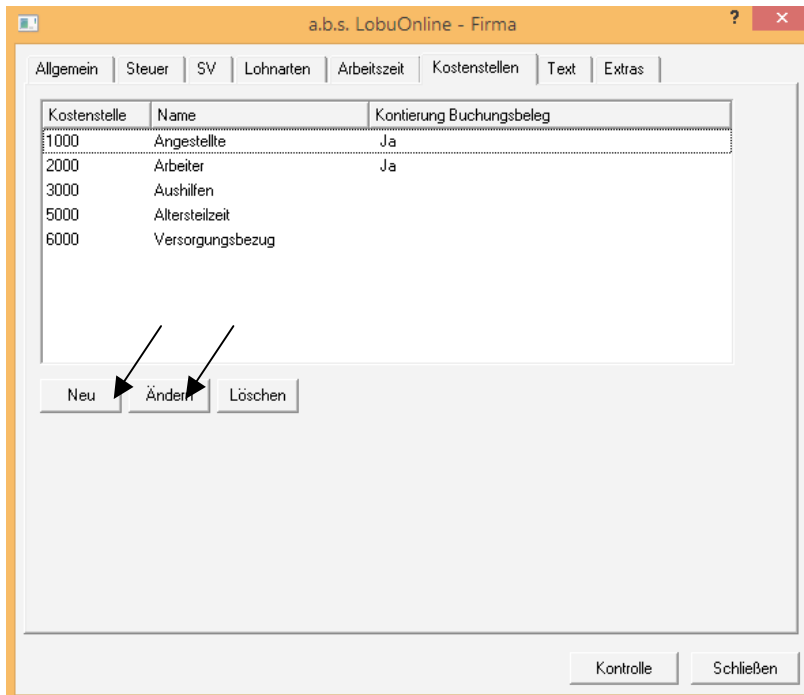 a.b.s. LobuOnline - Firma ? ×
Allgemein Steuer SV Lohnarten Arbeitszeit Kostenstellen Text Extras
Kostenstelle Name Kontierung Buchungsbeleg
1000 Angestellte Ja
2000 Arbeiter Ja
3000 Aushilfen
5000 Altersteilzeit
6000 Versorgungsbezug
Neu Ändern Löschen
Kontrolle Schließen